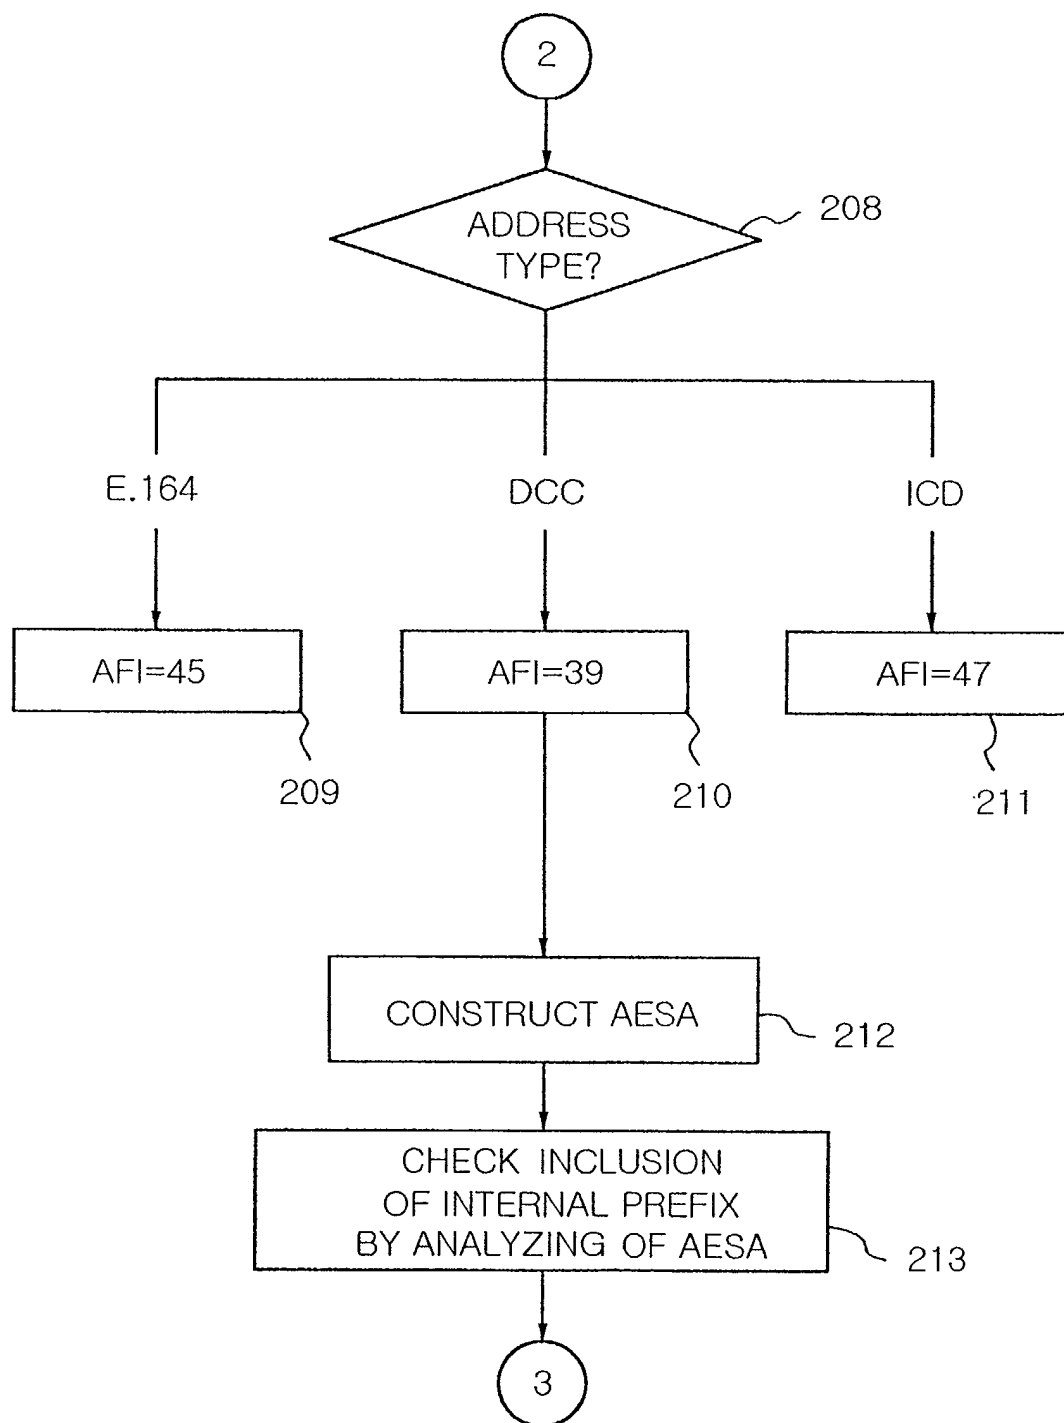 2
ADDRESS
TYPE?
208
E.164
DCC
ICD
AFI=45
AFI=39
AFI=47
209
210
211
CONSTRUCT AESA
212
CHECK INCLUSION
OF INTERNAL PREFIX
BY ANALYZING OF AESA
213
3